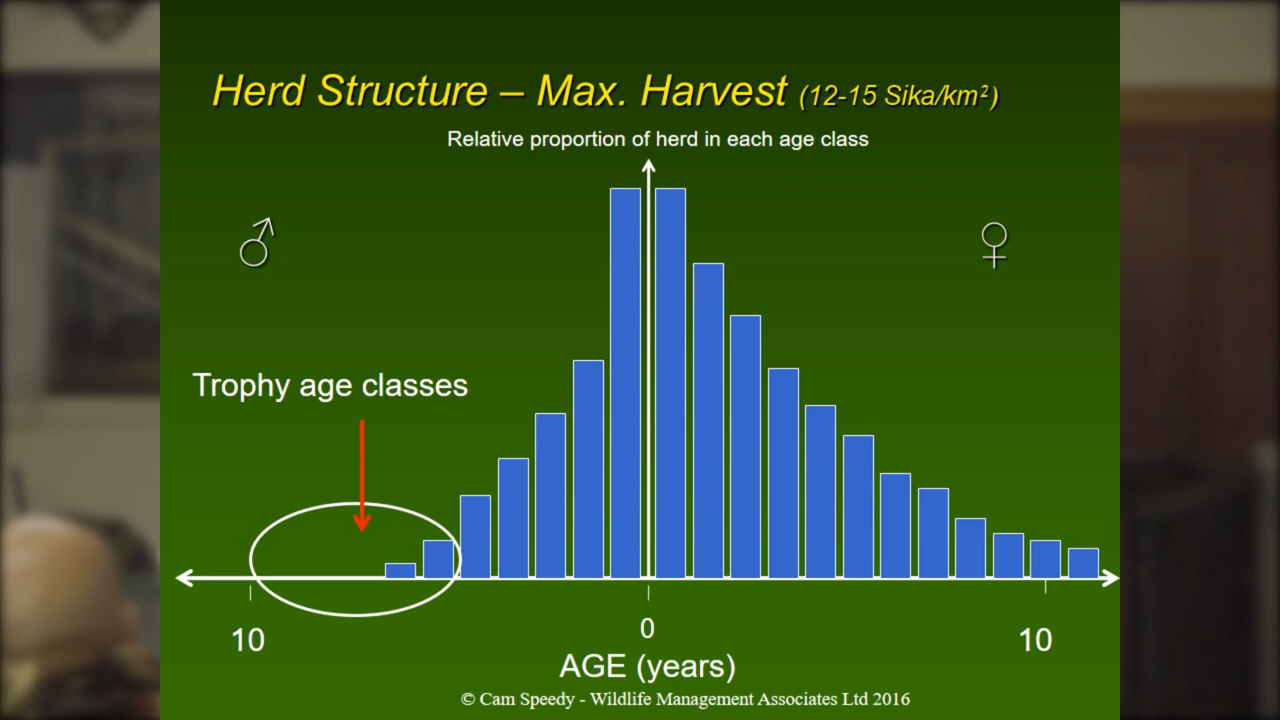 Herd Structure – Max. Harvest (12-15 Sika/km²)
Relative proportion of herd in each age class
♂
♀
Trophy age classes
10
0
10
AGE (years)
© Cam Speedy - Wildlife Management Associates Ltd 2016